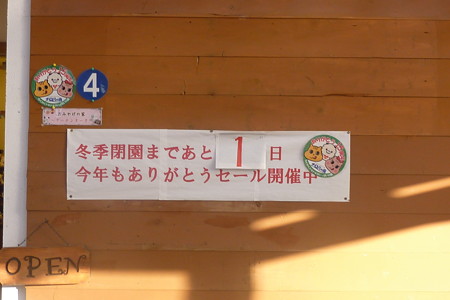 4
冬季閉園まであと1日
今年もありがとうセール開催中
OPEN